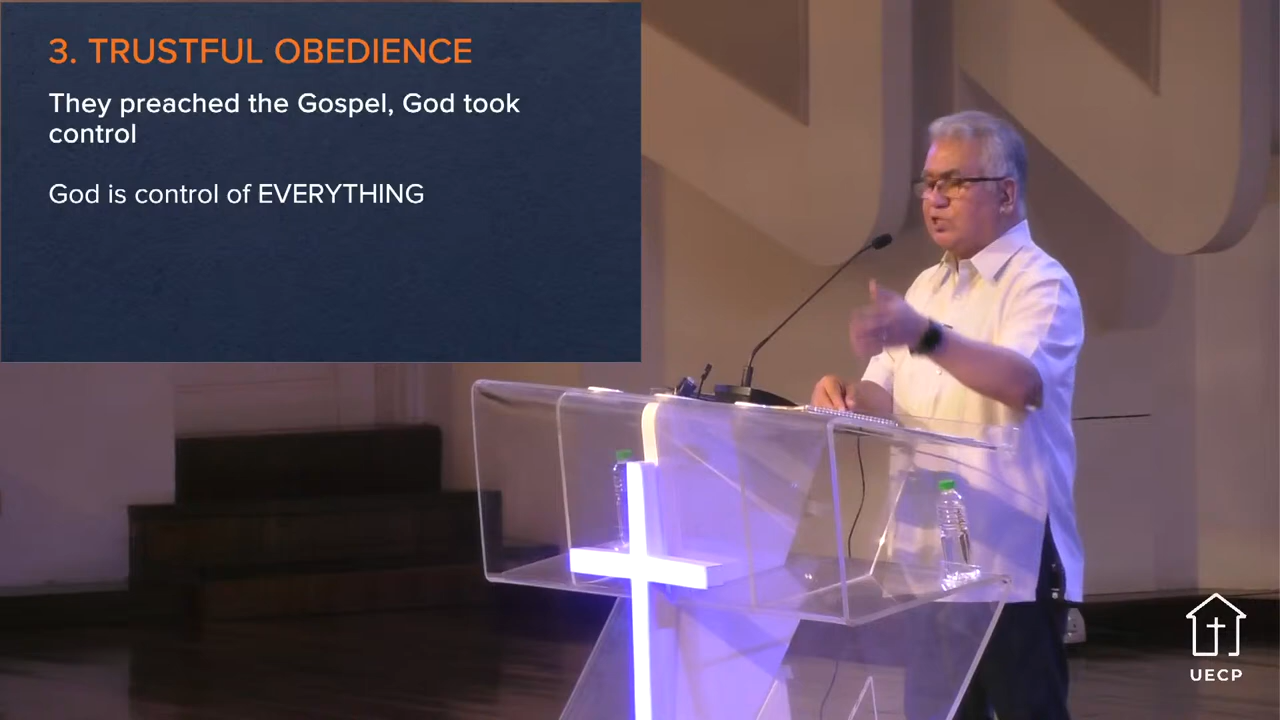 3. TRUSTFUL OBEDIENCE
They preached the Gospel, God took
control
God is control of EVERYTHING
UECP